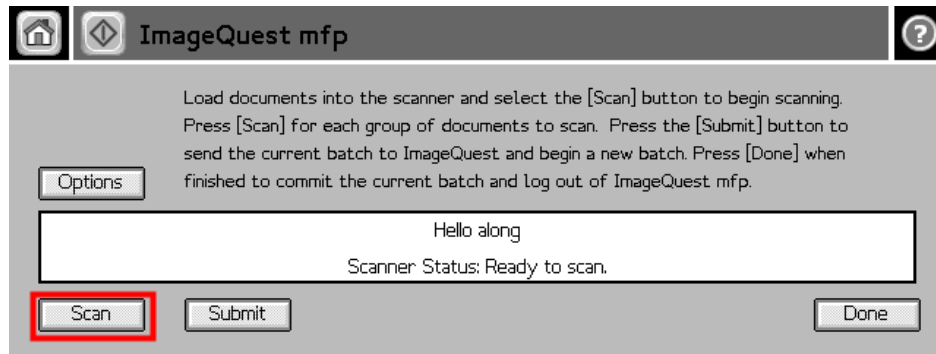 ImageQuest mfp
?
Load documents into the scanner and select the [Scan] button to begin scanning.
Press [Scan] for each group of documents to scan. Press the [Submit] button to
send the current batch to ImageQuest and begin a new batch. Press [Done] when
finished to commit the current batch and log out of ImageQuest mfp.
Options
Hello along
Scanner Status: Ready to scan.
Scan
Submit
Done